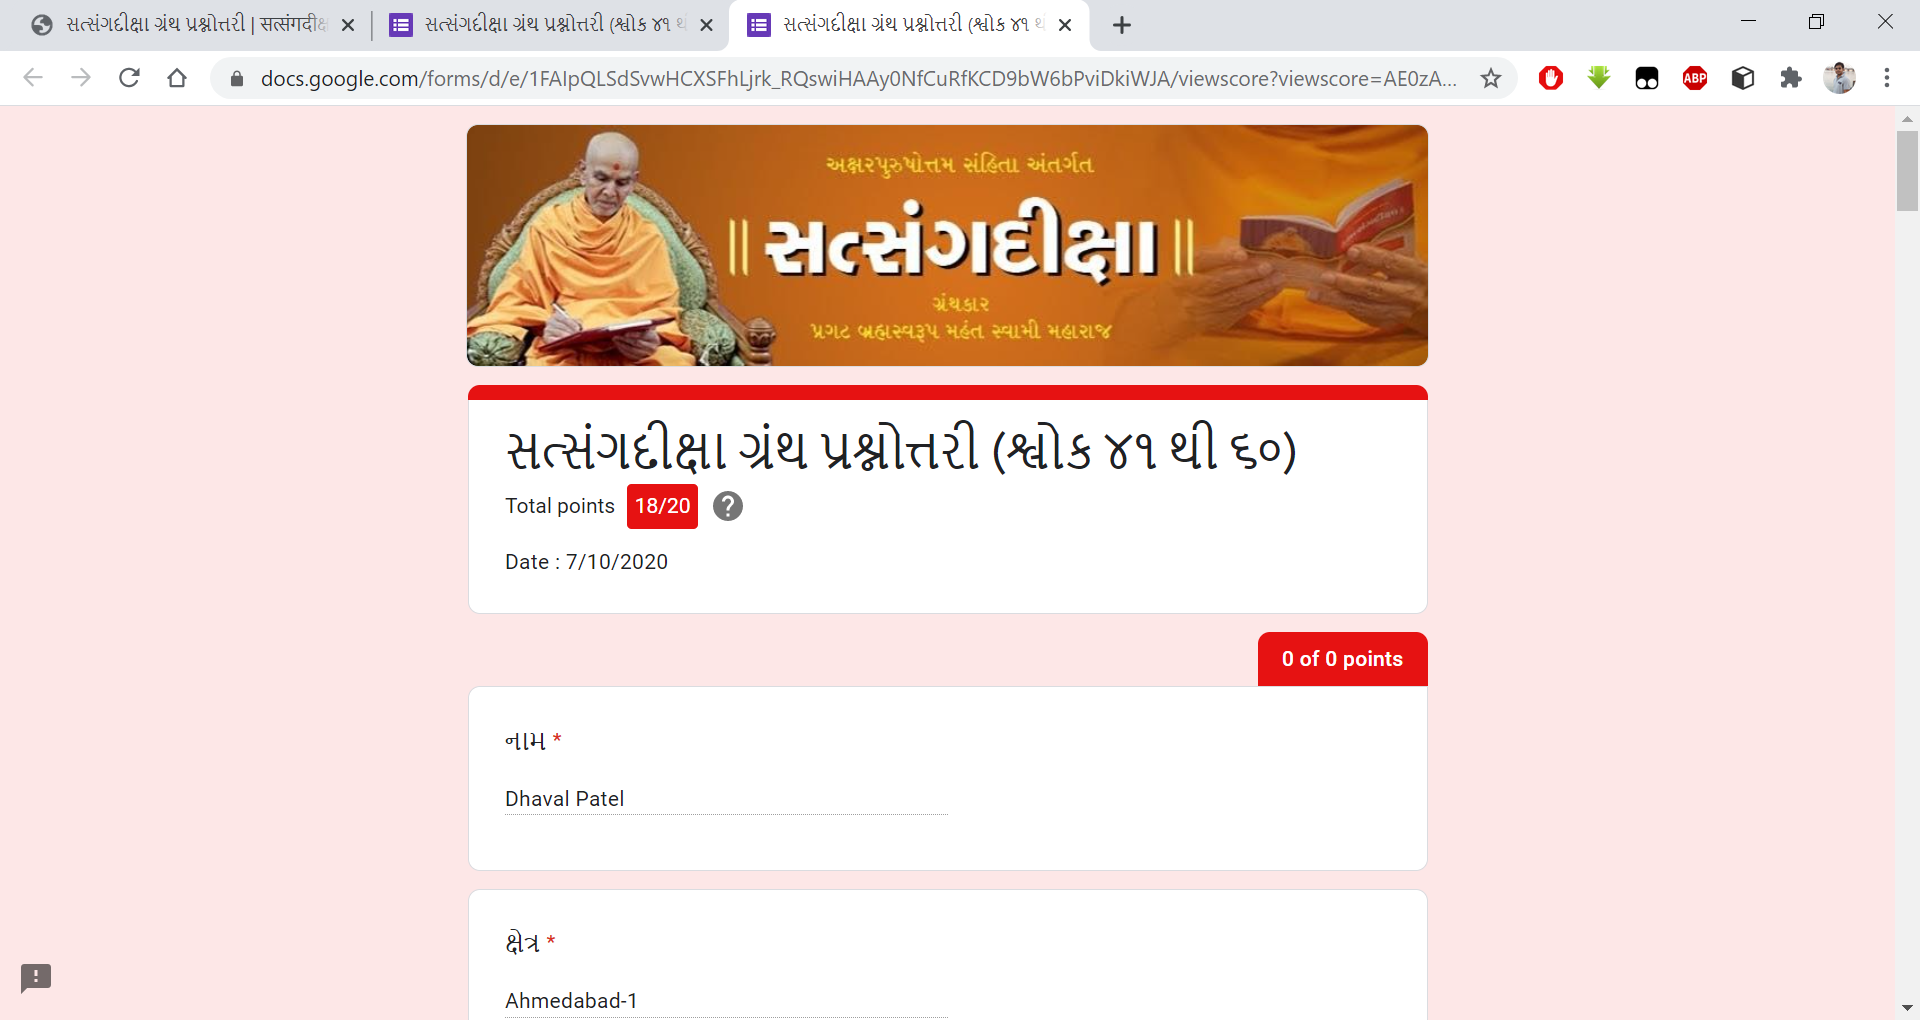 સત્સંગદીક્ષા ગ્રંથ પ્રશ્નોત્તરી | सत्संगदीक्ष
સત્સંગદીક્ષા ગ્રંથ પ્રશ્નોત્તરી (શ્લોક ૪૧ થ
સત્સંગદીક્ષા ગ્રંથ પ્રશ્નોત્તરી (શ્લોક ૪૧ થ
docs.google.com/forms/d/e/1FAIpQLSdSvwHCXSFhLjrk_RQswiHAAy0NfCuRfKCD9bW6bPviDkiWJA/viewscore?viewscore=AE0zA...
ABP
અક્ષરપુરુષોત્તમ સંહિતા અંતર્ગત
॥ સત્સંગદીક્ષા ॥
ગ્રંથકાર
પ્રગટ બ્રહ્મસ્વરૂપ મહંત સ્વામી મહારાજ
સત્સંગદીક્ષા ગ્રંથ પ્રશ્નોત્તરી (શ્લોક ૪૧ થી ૬૦)
Total points 18/20
Date : 7/10/2020
0 of 0 points
નામ *
Dhaval Patel
ક્ષેત્ર *
Ahmedabad-1